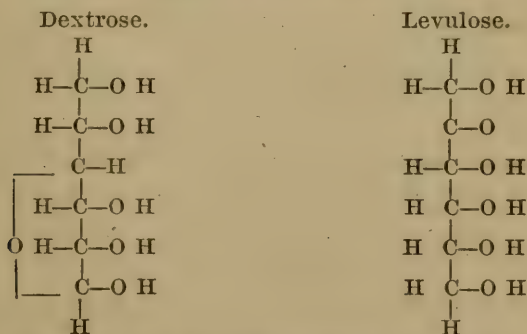 Dextrose. Levulose.
H H
H—C—O H H—C—O H
H—C—O H C—O
C—H H—C—O H
H—C—O H H C—O H
O H—C—O H H C—O H
C—O H H C—O H
H H